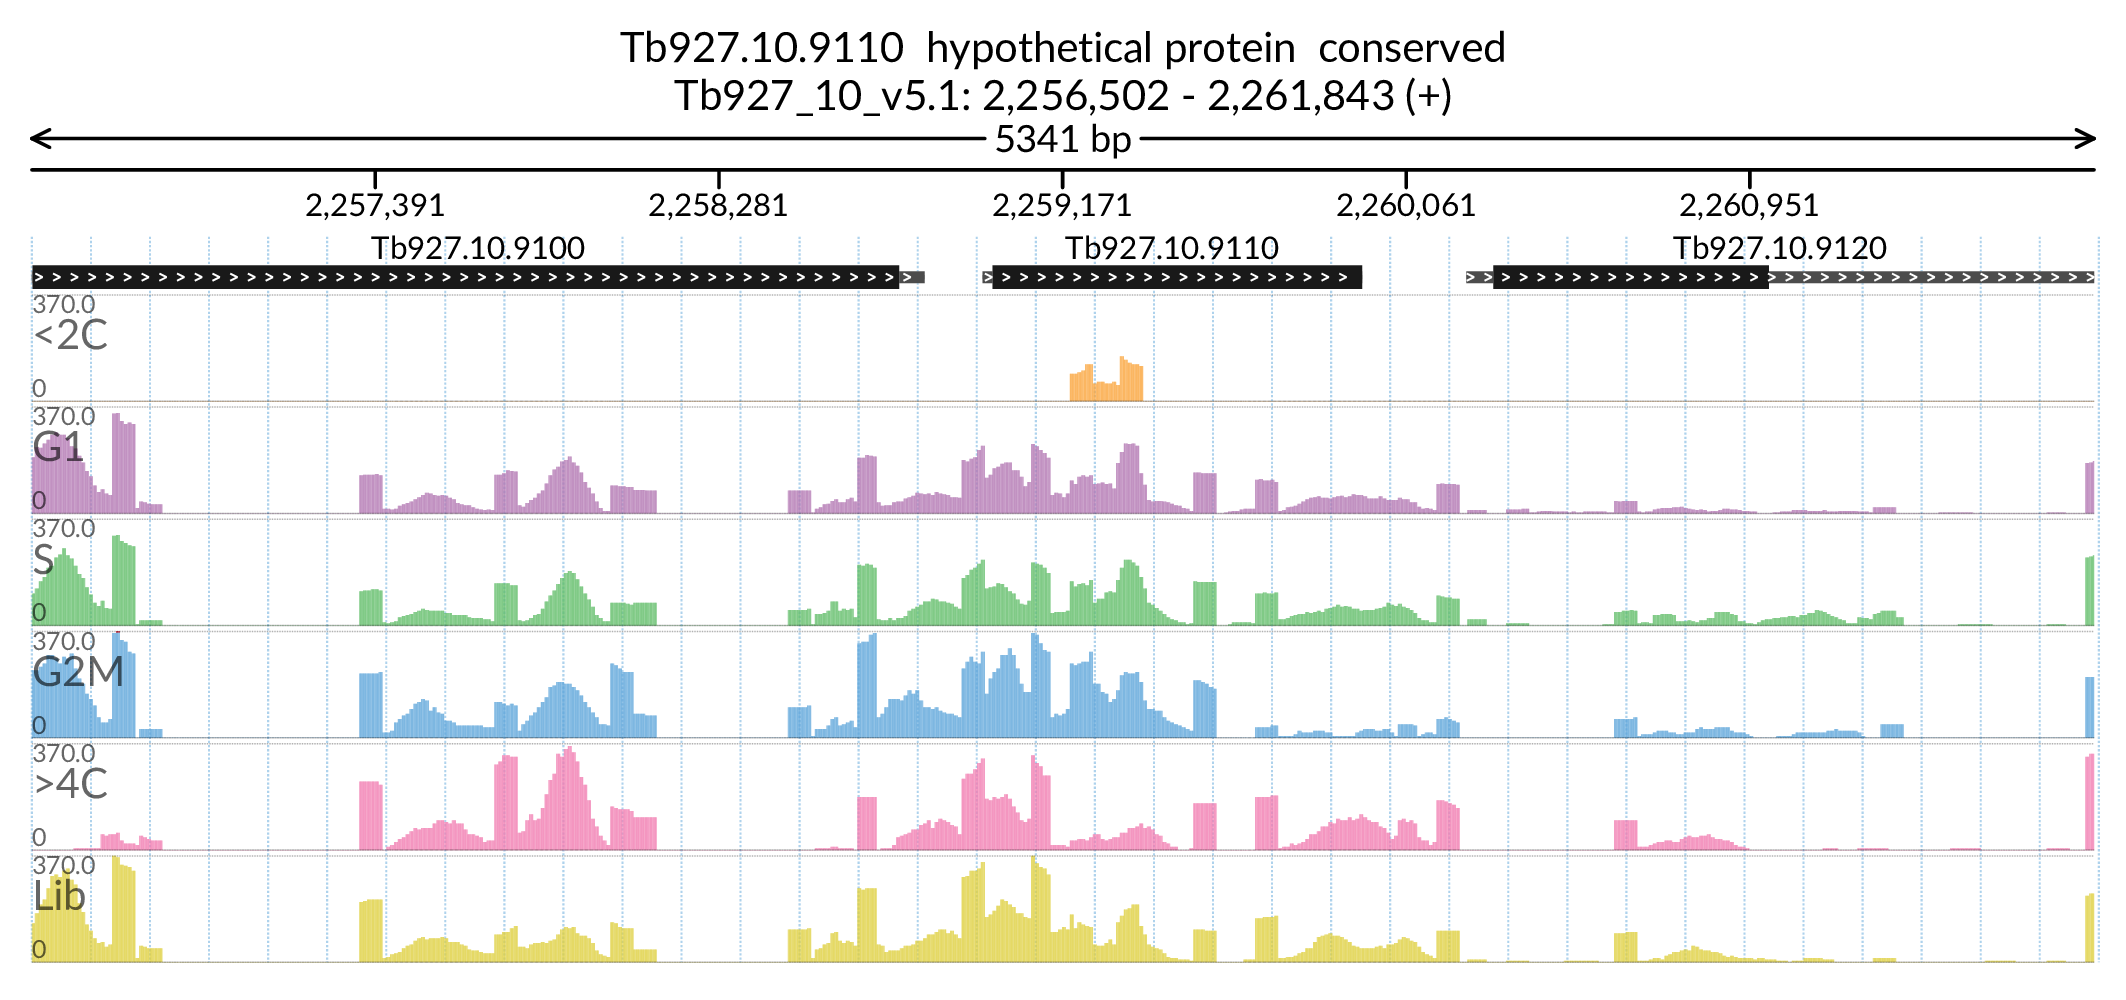 Tb927.10.9110 hypothetical protein conserved
Tb927_10_v5.1: 2,256,502 - 2,261,843 (+)
5341 bp
2,257,391 2,258,281 2,259,171 2,260,061 2,260,951
Tb927.10.9100 Tb927.10.9110 Tb927.10.9120
370.0
<2C
0
370.0
G1
0
370.0
S
0
370.0
G2M
0
370.0
>4C
0
370.0
Lib
0